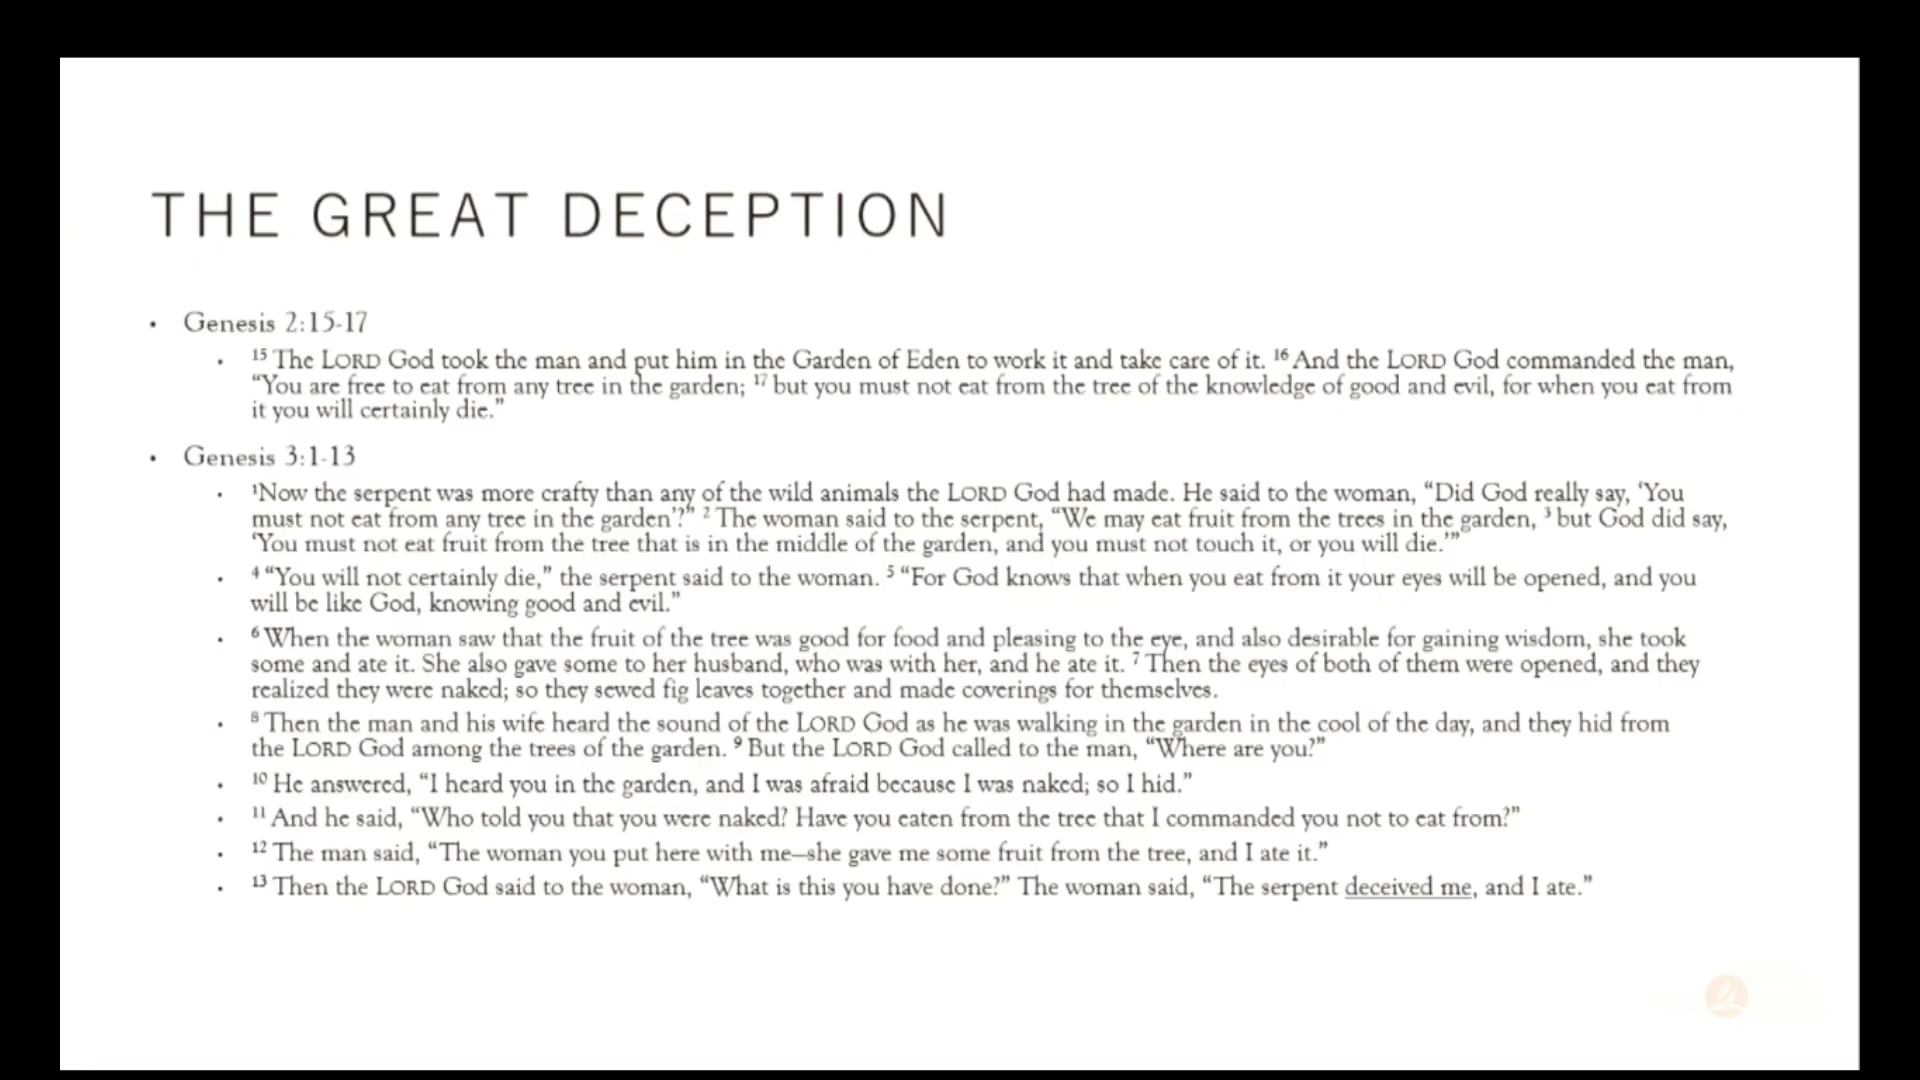 THE GREAT DECEPTION
• Genesis 2:15-17
• ¹⁵ The LORD God took the man and put him in the Garden of Eden to work it and take care of it. ¹⁶ And the LORD God commanded the man,
“You are free to eat from any tree in the garden; ¹⁷ but you must not eat from the tree of the knowledge of good and evil, for when you eat from
it you will certainly die.”
• Genesis 3:1-13
• ¹Now the serpent was more crafty than any of the wild animals the LORD God had made. He said to the woman, “Did God really say, ‘You
must not eat from any tree in the garden’?” ² The woman said to the serpent, “We may eat fruit from the trees in the garden, ³ but God did say,
‘You must not eat fruit from the tree that is in the middle of the garden, and you must not touch it, or you will die.’”
• ⁴ “You will not certainly die,” the serpent said to the woman. ⁵ “For God knows that when you eat from it your eyes will be opened, and you
will be like God, knowing good and evil.”
• ⁶ When the woman saw that the fruit of the tree was good for food and pleasing to the eye, and also desirable for gaining wisdom, she took
some and ate it. She also gave some to her husband, who was with her, and he ate it. ⁷ Then the eyes of both of them were opened, and they
realized they were naked; so they sewed fig leaves together and made coverings for themselves.
• ⁸ Then the man and his wife heard the sound of the LORD God as he was walking in the garden in the cool of the day, and they hid from
the LORD God among the trees of the garden. ⁹ But the LORD God called to the man, “Where are you?”
• ¹⁰ He answered, “I heard you in the garden, and I was afraid because I was naked; so I hid.”
• ¹¹ And he said, “Who told you that you were naked? Have you eaten from the tree that I commanded you not to eat from?”
• ¹² The man said, “The woman you put here with me—she gave me some fruit from the tree, and I ate it.”
• ¹³ Then the LORD God said to the woman, “What is this you have done?” The woman said, “The serpent deceived me, and I ate.”